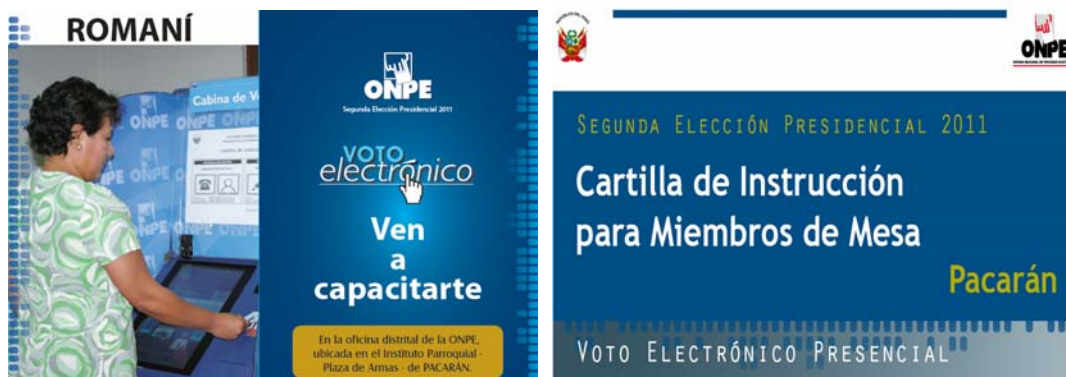 ROMANÍ
Cabina de
ONPE
ONPE
Segunda Elección Presidencial 2011
VOTO
electrónico
Ven
a
capacitarte
En la oficina distrital de la ONPE,
ubicada en el Instituto Parroquial -
Plaza de Armas - de PACARÁN.
ONPE
SEGUNDA ELECCIÓN PRESIDENCIAL 2011
Cartilla de Instrucción
para Miembros de Mesa
Pacarán
VOTO ELECTRÓNICO PRESENCIAL